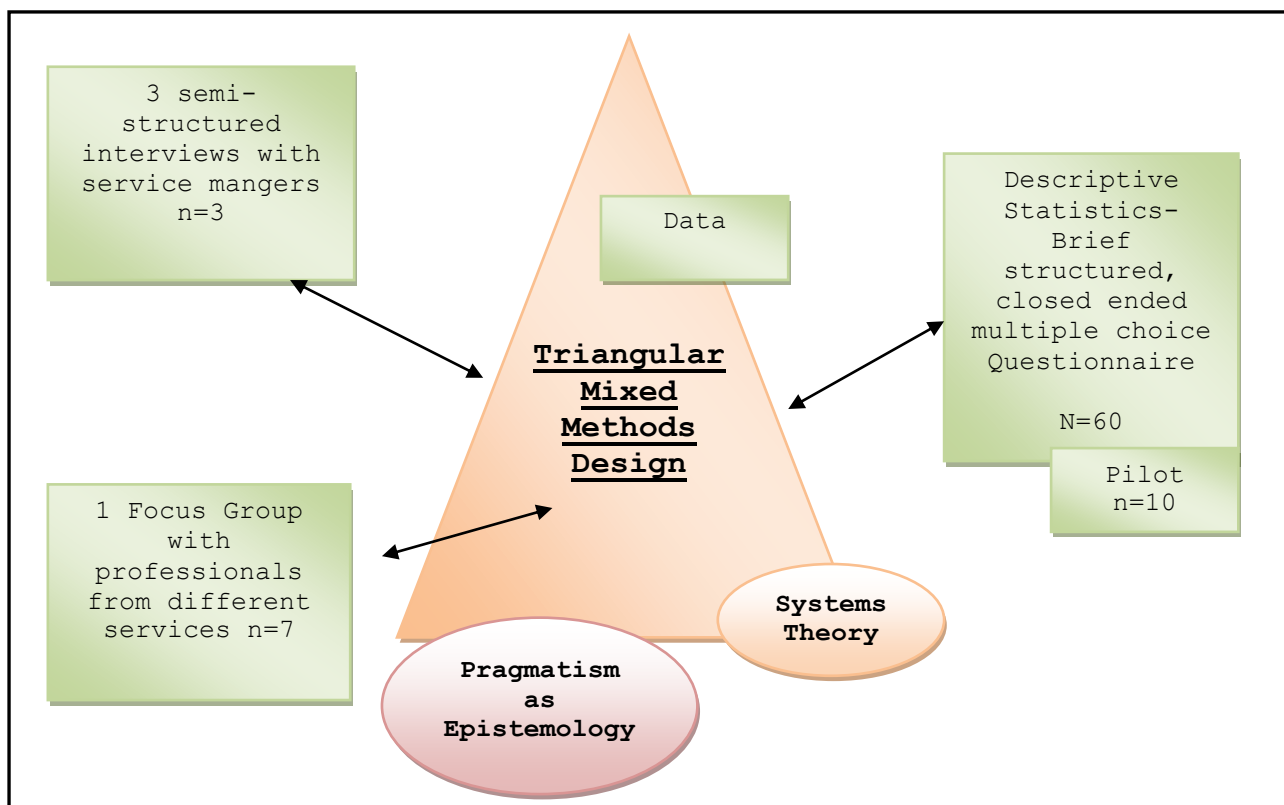 3 semi-
structured
interviews with
service mangers
n=3
Data
Descriptive
Statistics-
Brief
structured,
closed ended
multiple choice
Questionnaire
N=60
Pilot
n=10
Triangular
Mixed
Methods
Design
1 Focus Group
with
professionals
from different
services n=7
Systems
Theory
Pragmatism
as
Epistemology